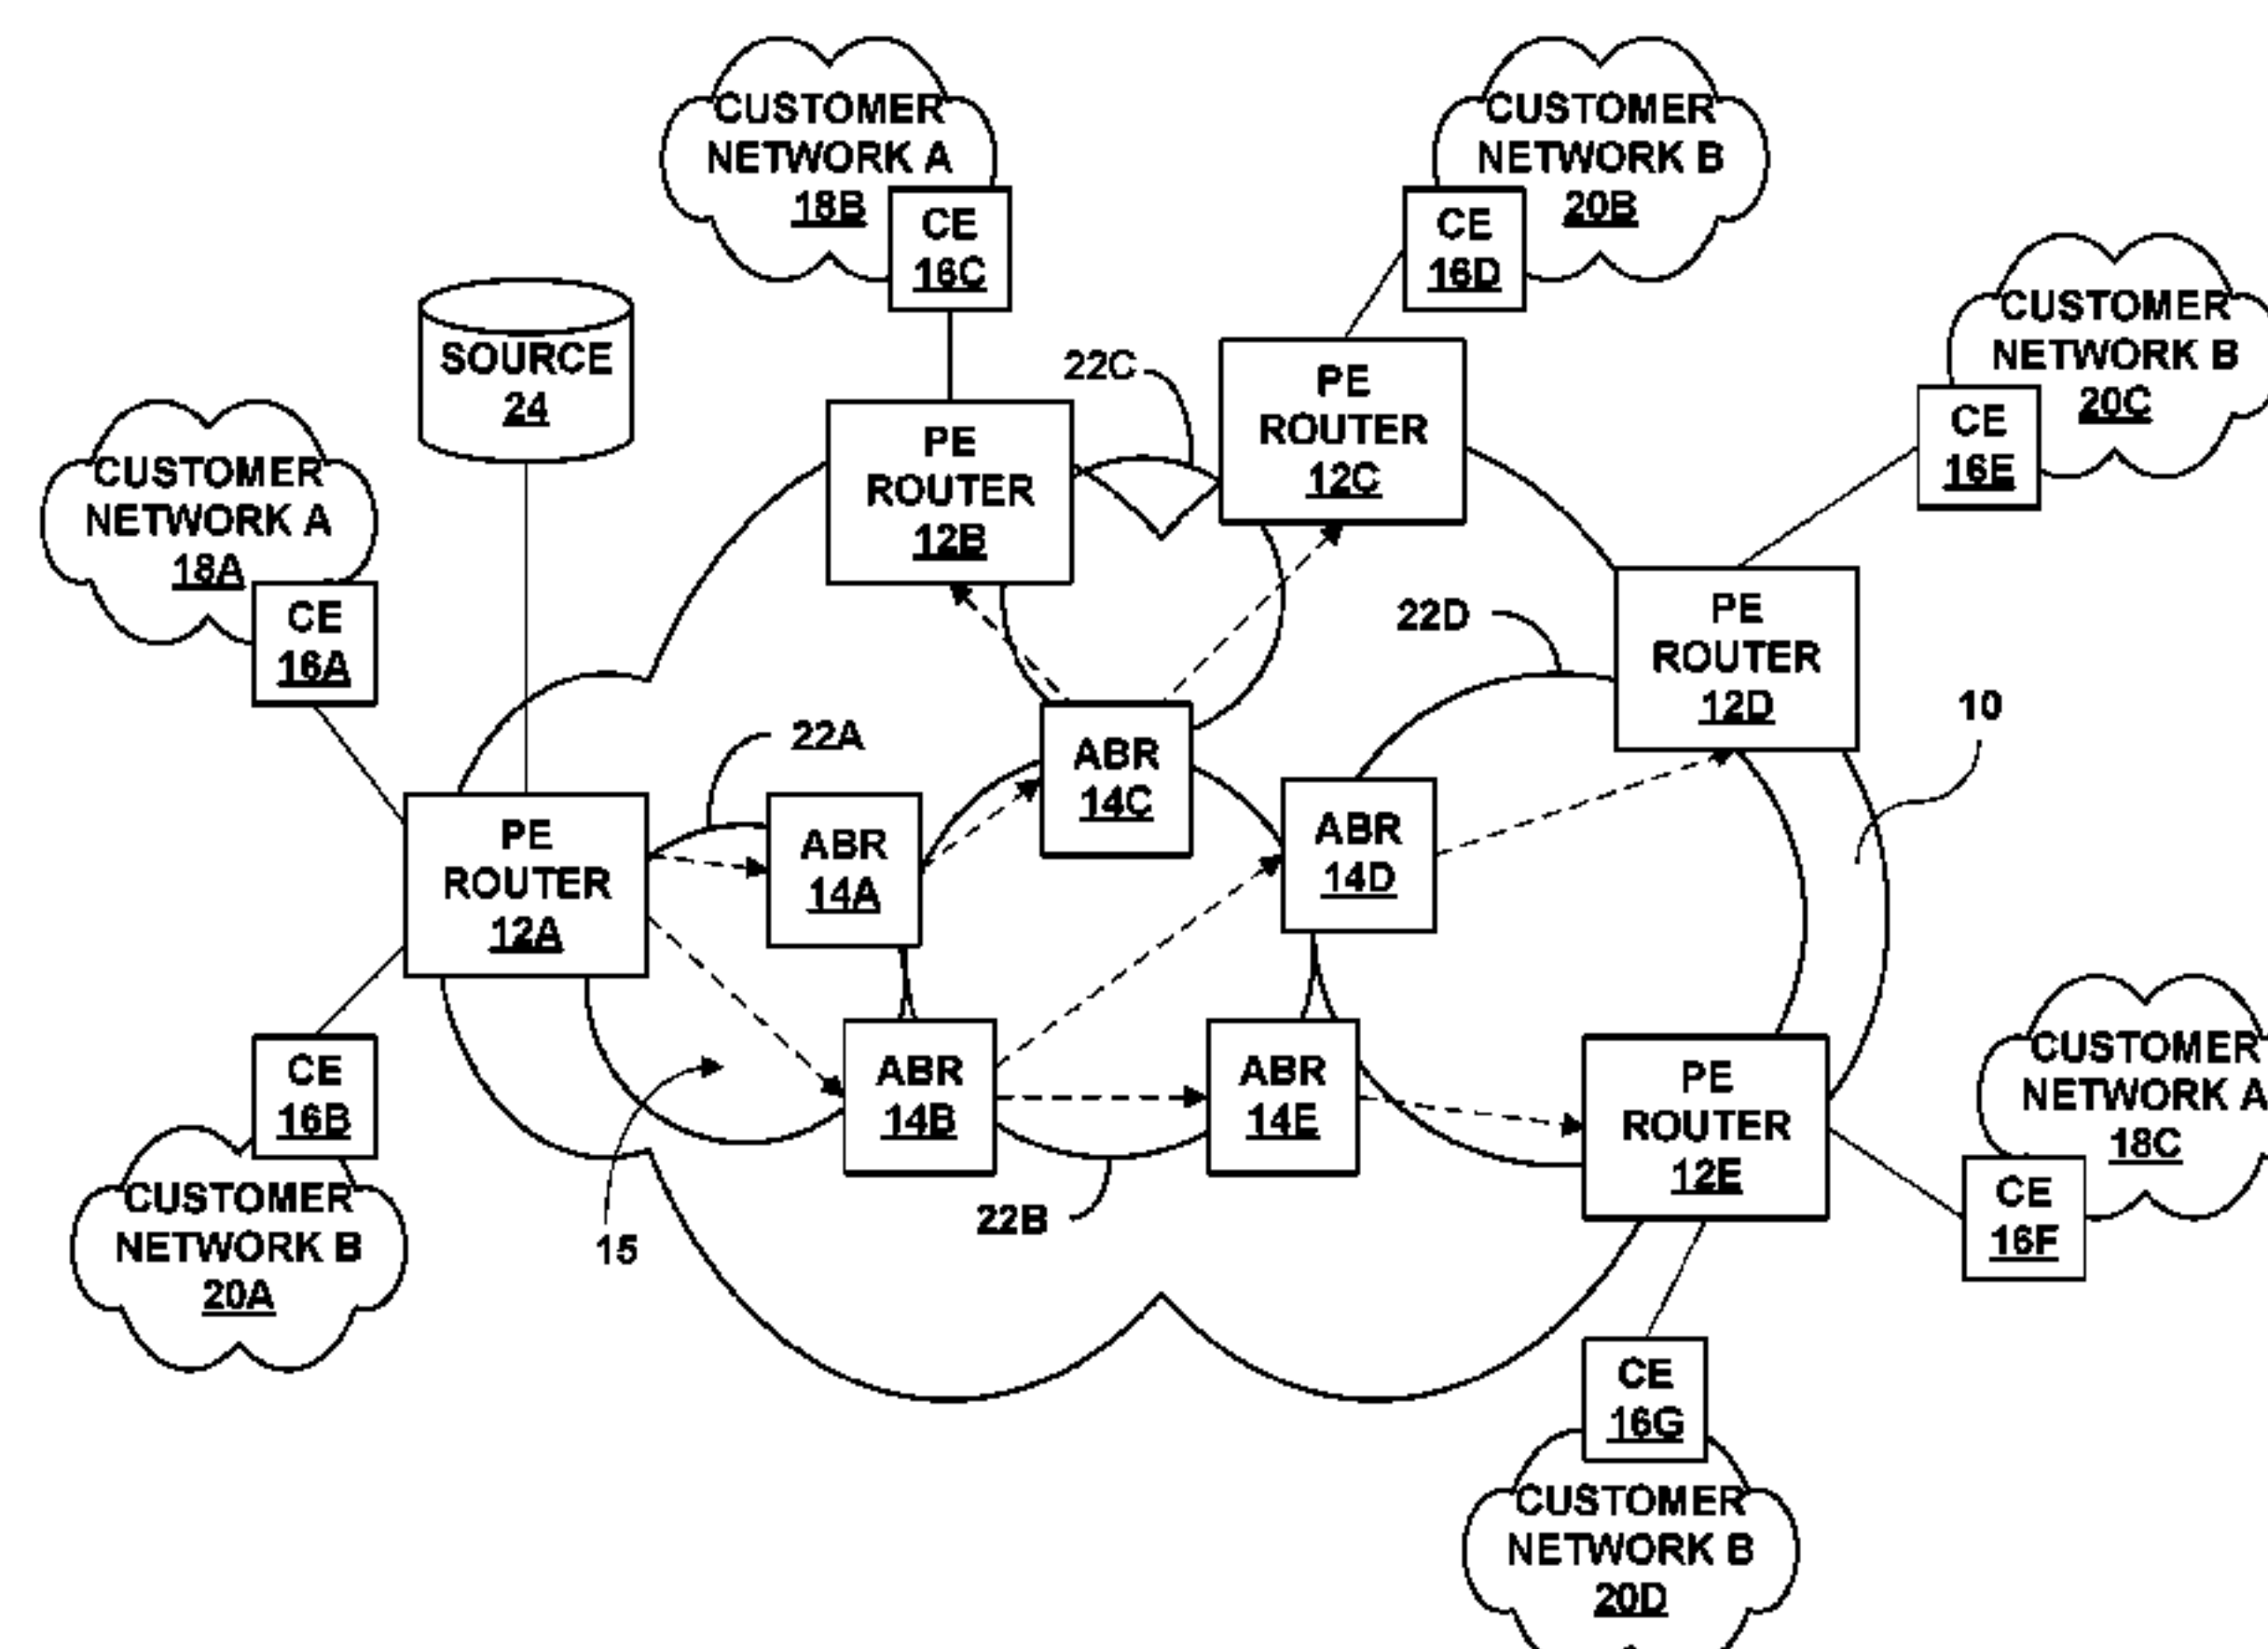 CUSTOMER
NETWORK A
18B
CE
16C
CUSTOMER
NETWORK B
20B
CE
16D
CUSTOMER
NETWORK B
20C
CE
16E
SOURCE
24
22C
PE
ROUTER
12C
PE
ROUTER
12B
CUSTOMER
NETWORK A
18A
CE
16A
22D
PE
ROUTER
12D
10
22A
ABR
14C
ABR
14A
ABR
14D
PE
ROUTER
12A
CE
16B
CUSTOMER
NETWORK B
20A
15
ABR
14B
22B
ABR
14E
PE
ROUTER
12E
CUSTOMER
NETWORK A
18C
CE
16F
CE
16G
CUSTOMER
NETWORK B
20D